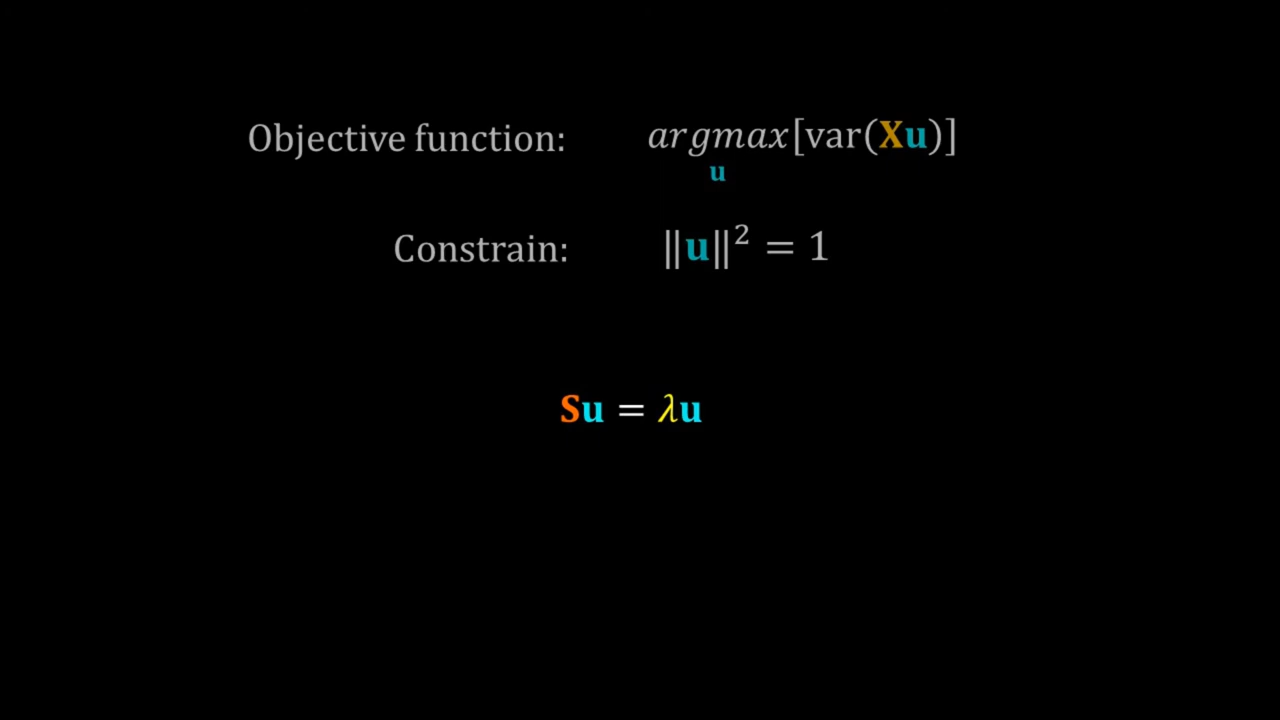 Objective function: argmax[var(Xu)]
u
Constrain: ‖u‖² = 1
Su = λu